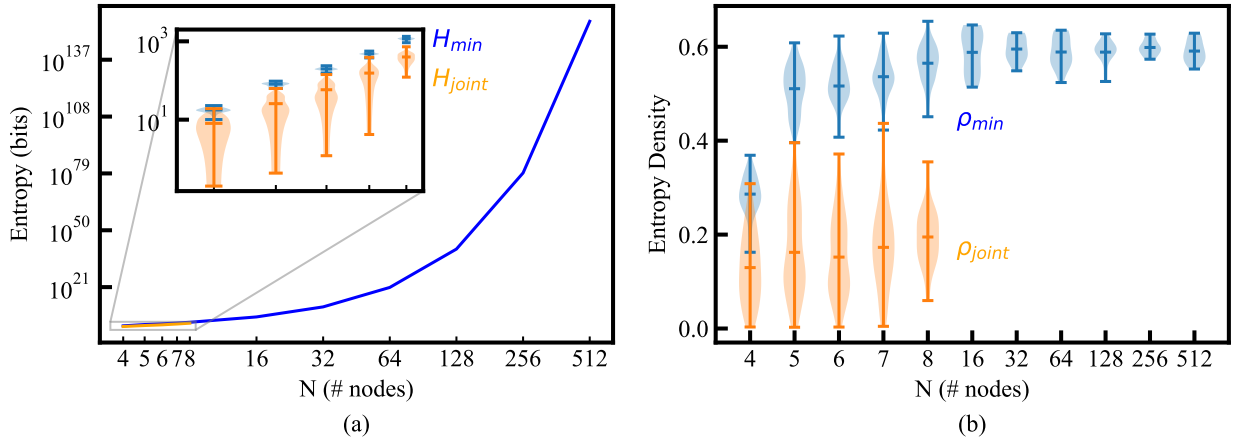 Entropy (bits)
10^137
10^108
10^79
10^50
10^21
10^3
10^1
H_min
H_joint
4 5 6 7 8 16 32 64 128 256 512
N (# nodes)
(a)
Entropy Density
0.6
0.4
0.2
0.0
ρ_min
ρ_joint
4 5 6 7 8 16 32 64 128 256 512
N (# nodes)
(b)